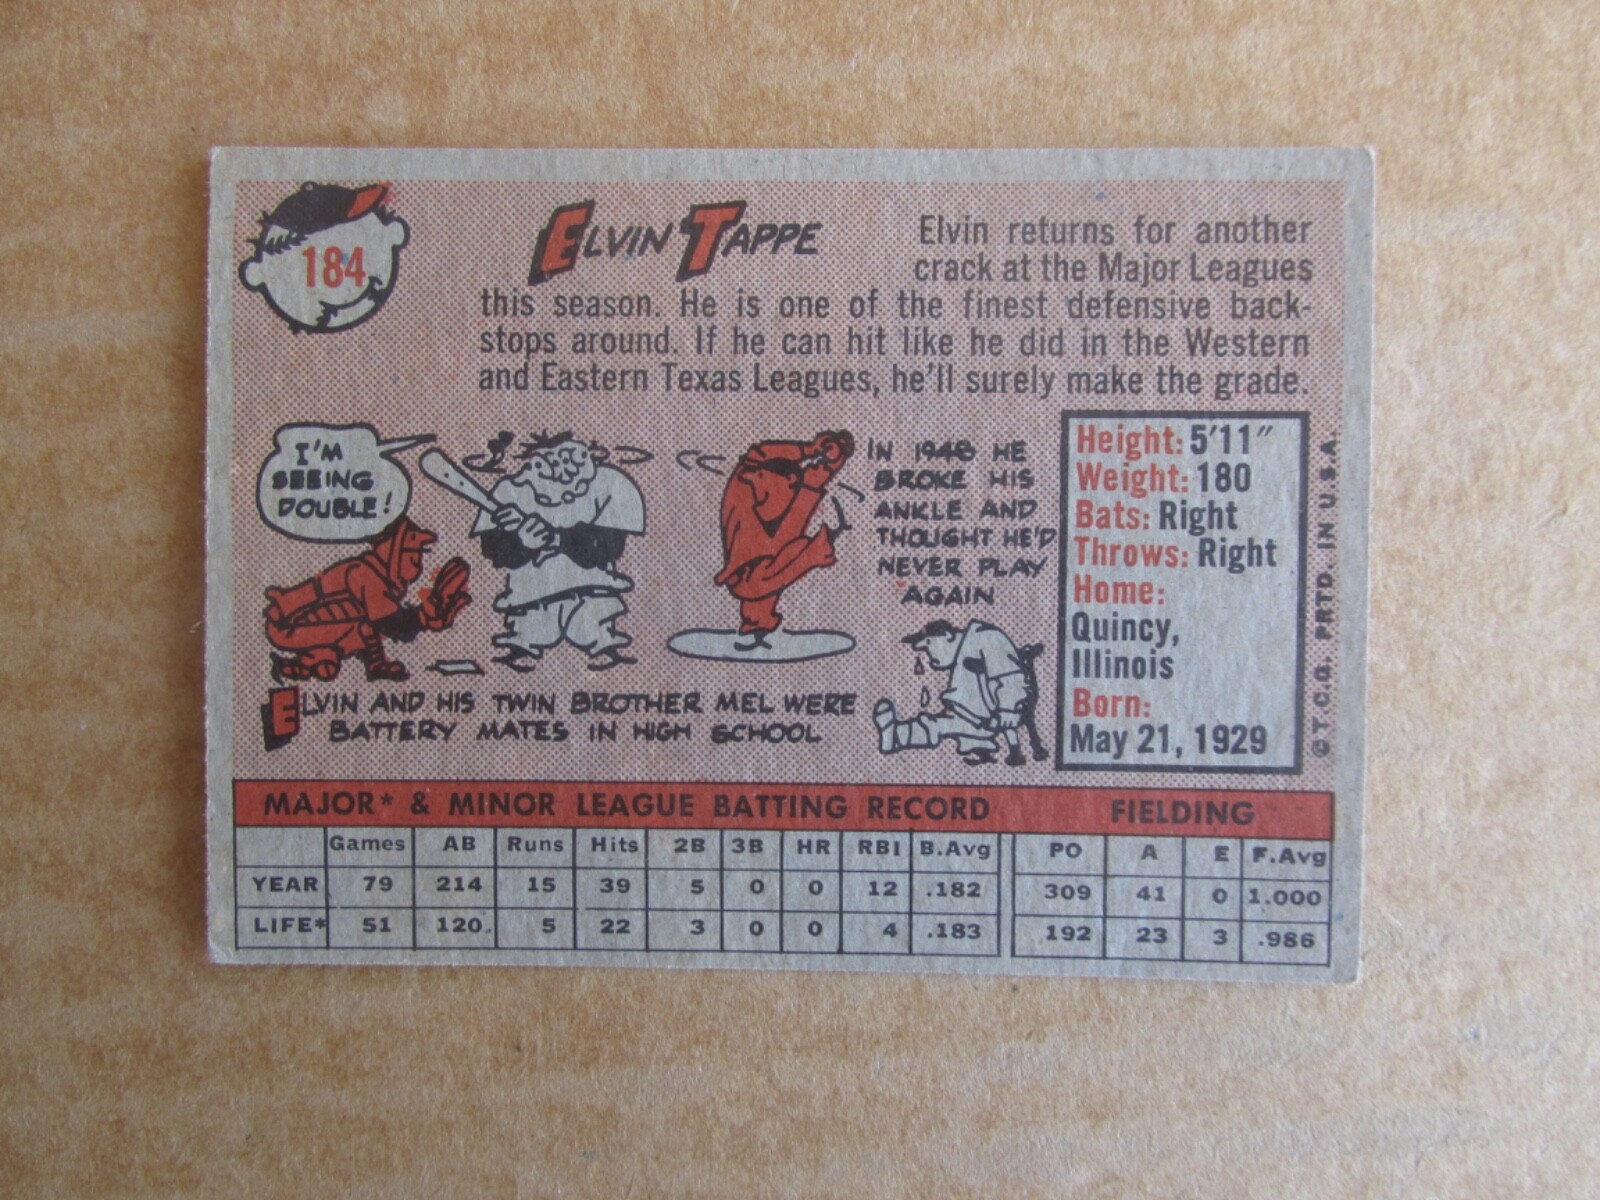 184
ELVIN TAPPE
Elvin returns for another
crack at the Major Leagues
this season. He is one of the finest defensive back-
stops around. If he can hit like he did in the Western
and Eastern Texas Leagues, he'll surely make the grade.
I'M
SEEING
DOUBLE!
ELVIN AND HIS TWIN BROTHER MEL WERE
BATTERY MATES IN HIGH SCHOOL
IN 1948 HE
BROKE HIS
ANKLE AND
THOUGHT HE'D
NEVER PLAY
AGAIN
Height: 5'11"
Weight: 180
Bats: Right
Throws: Right
Home:
Quincy,
Illinois
Born:
May 21, 1929
© T.C.G. PRTD. IN U.S.A.
MAJOR* & MINOR LEAGUE BATTING RECORD FIELDING
Games AB Runs Hits 2B 3B HR RBI B.Avg PO A E F.Avg
YEAR 79 214 15 39 5 0 0 12 .182 309 41 0 1.000
LIFE* 51 120 5 22 3 0 0 4 .183 192 23 3 .986